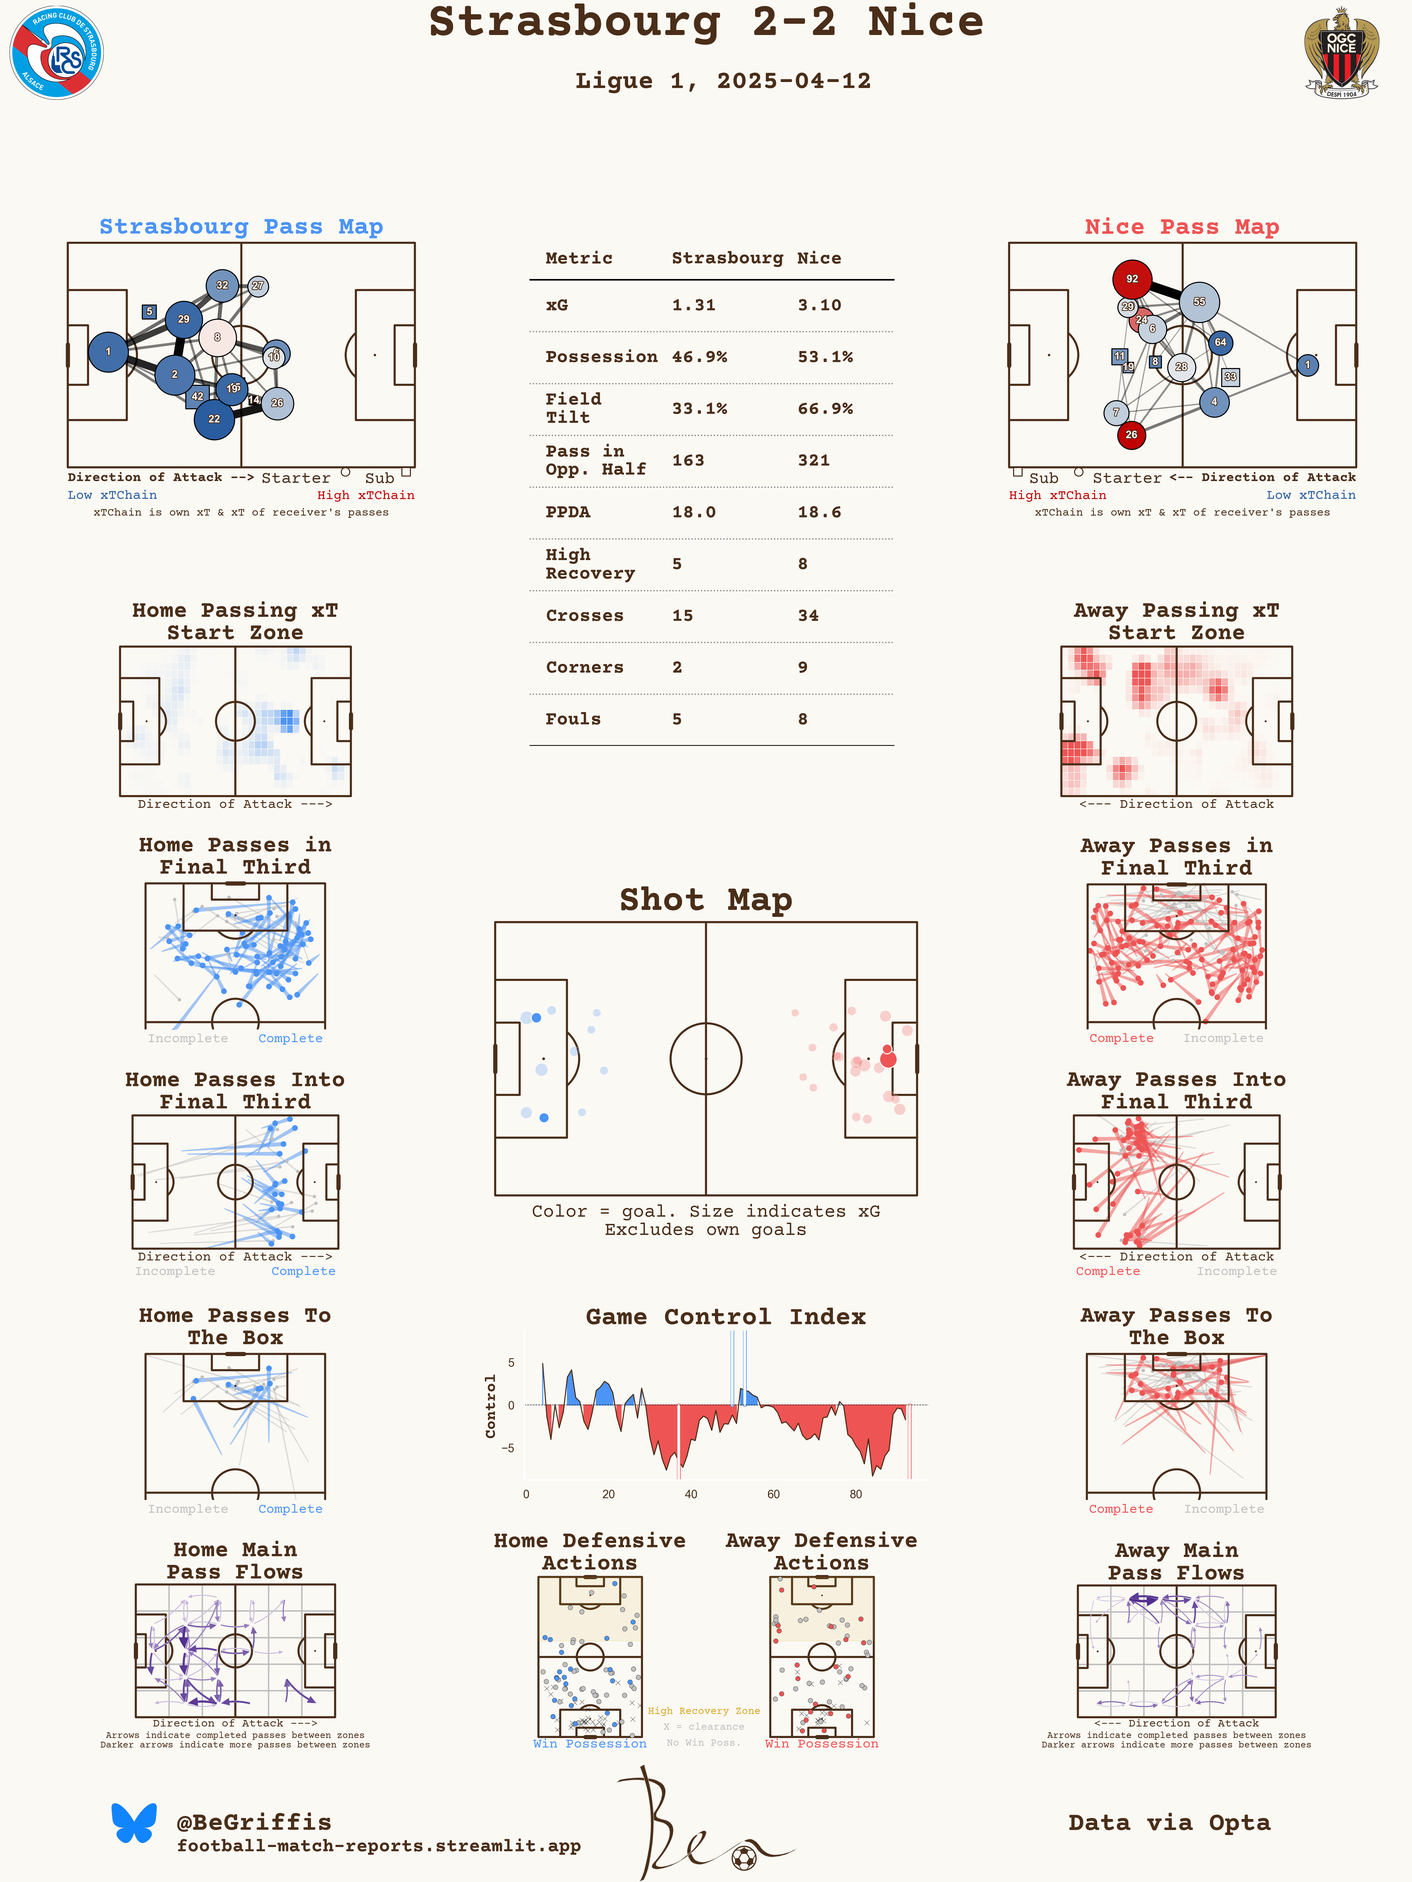 Strasbourg 2-2 Nice
Ligue 1, 2025-04-12
RACING CLUB DE STRASBOURG
ALSACE
RCS
OGC
NICE
DESPI 1904
Strasbourg Pass Map
32
27
5
29
8
1
10
2
19
42
14
26
22
Direction of Attack --> Starter Sub
Low xTChain High xTChain
xTChain is own xT & xT of receiver's passes
Metric Strasbourg Nice
xG 1.31 3.10
Possession 46.9% 53.1%
Field
Tilt 33.1% 66.9%
Pass in
Opp. Half 163 321
PPDA 18.0 18.6
High
Recovery 5 8
Crosses 15 34
Corners 2 9
Fouls 5 8
Nice Pass Map
92
29
55
24
6
64
11
8
19
28
1
33
7
4
26
Sub Starter <-- Direction of Attack
High xTChain Low xTChain
xTChain is own xT & xT of receiver's passes
Home Passing xT
Start Zone
Direction of Attack --->
Away Passing xT
Start Zone
<--- Direction of Attack
Home Passes in
Final Third
Incomplete Complete
Away Passes in
Final Third
Complete Incomplete
Shot Map
Color = goal. Size indicates xG
Excludes own goals
Home Passes Into
Final Third
Direction of Attack --->
Incomplete Complete
Away Passes Into
Final Third
<--- Direction of Attack
Complete Incomplete
Home Passes To
The Box
Incomplete Complete
Game Control Index
Control
5
0
−5
0 20 40 60 80
Away Passes To
The Box
Complete Incomplete
Home Main
Pass Flows
Direction of Attack --->
Arrows indicate completed passes between zones
Darker arrows indicate more passes between zones
Home Defensive
Actions
Win Possession
High Recovery Zone
X = clearance
No Win Poss.
Away Defensive
Actions
Win Possession
Away Main
Pass Flows
<--- Direction of Attack
Arrows indicate completed passes between zones
Darker arrows indicate more passes between zones
@BeGriffis
football-match-reports.streamlit.app
Ben
Data via Opta